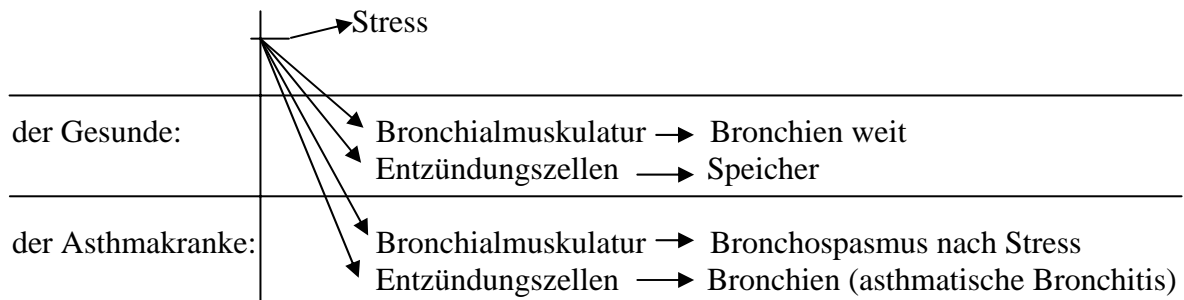 Stress
der Gesunde: Bronchialmuskulatur Bronchien weit
Entzündungszellen Speicher
der Asthmakranke: Bronchialmuskulatur Bronchospasmus nach Stress
Entzündungszellen Bronchien (asthmatische Bronchitis)